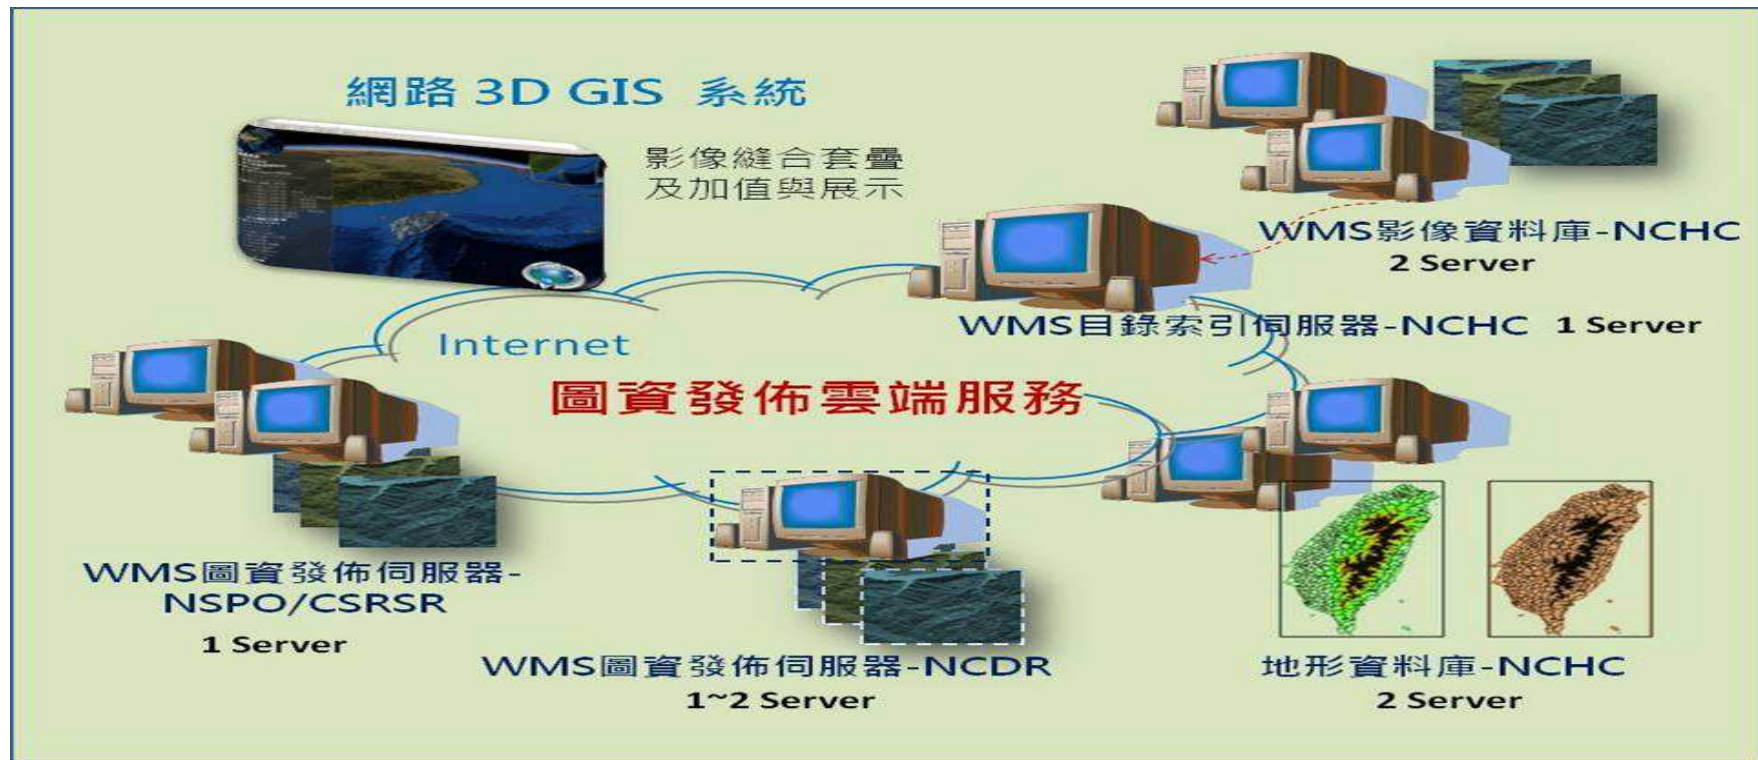 網路 3D GIS 系統
影像縫合套疊
及加值與展示
WMS影像資料庫-NCHC
2 Server
WMS目錄索引伺服器-NCHC 1 Server
Internet
圖資發佈雲端服務
WMS圖資發佈伺服器-
NSPO/CSRSR
1 Server
WMS圖資發佈伺服器-NCDR
1~2 Server
地形資料庫-NCHC
2 Server